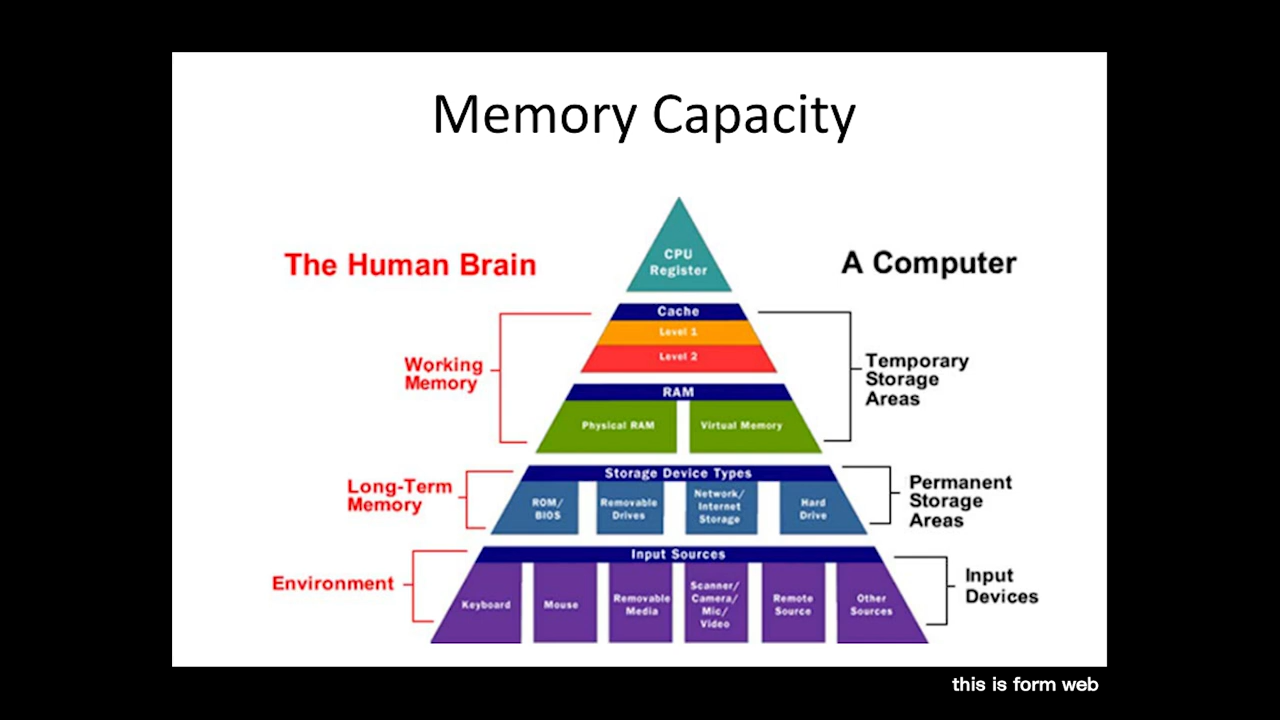 Memory Capacity
The Human Brain
A Computer
CPU
Register
Cache
Level 1
Level 2
Working
Memory
Temporary
Storage
Areas
RAM
Physical RAM
Virtual Memory
Long-Term
Memory
Storage Device Types
ROM/
BIOS
Removable
Drives
Network/
Internet
Storage
Hard
Drive
Permanent
Storage
Areas
Environment
Input Sources
Keyboard
Mouse
Removable
Media
Scanner/
Camera/
Mic/
Video
Remote
Source
Other
Sources
Input
Devices
this is form web